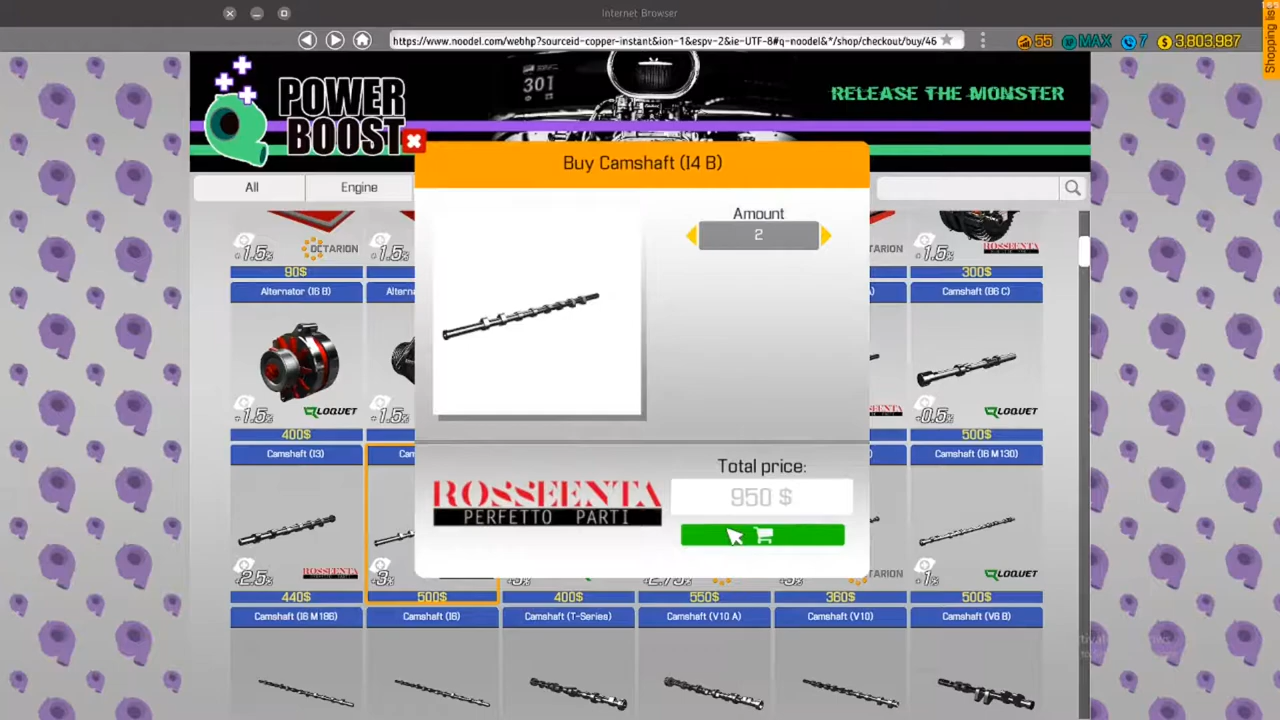 Internet Browser
https://www.noodel.com/webhp?sourceid-copper-instant&ion-1&espv-2&ie-UTF-8#q-noodel&*/shop/checkout/buy/46
55
MAX
7
3,803,987
Shopping list
POWER
BOOST
301
RELEASE THE MONSTER
Buy Camshaft (I4 B)
All
Engine
Amount
2
+1.5%
OCTARION
+1.5%
+1.5%
ROSSEENTA
90$
300$
Alternator (I6 B)
Camshaft (B6 C)
+1.5%
LOQUET
+1.5%
+0.5%
LOQUET
400$
500$
Camshaft (I3)
Camshaft (I6 M130)
Total price:
950 $
ROSSEENTA
PERFETTO PARTI
+2.5%
ROSSEENTA
+3%
+1%
LOQUET
440$
500$
400$
550$
360$
500$
Camshaft (I6 M186)
Camshaft (I6)
Camshaft (T-Series)
Camshaft (V10 A)
Camshaft (V10)
Camshaft (V6 B)